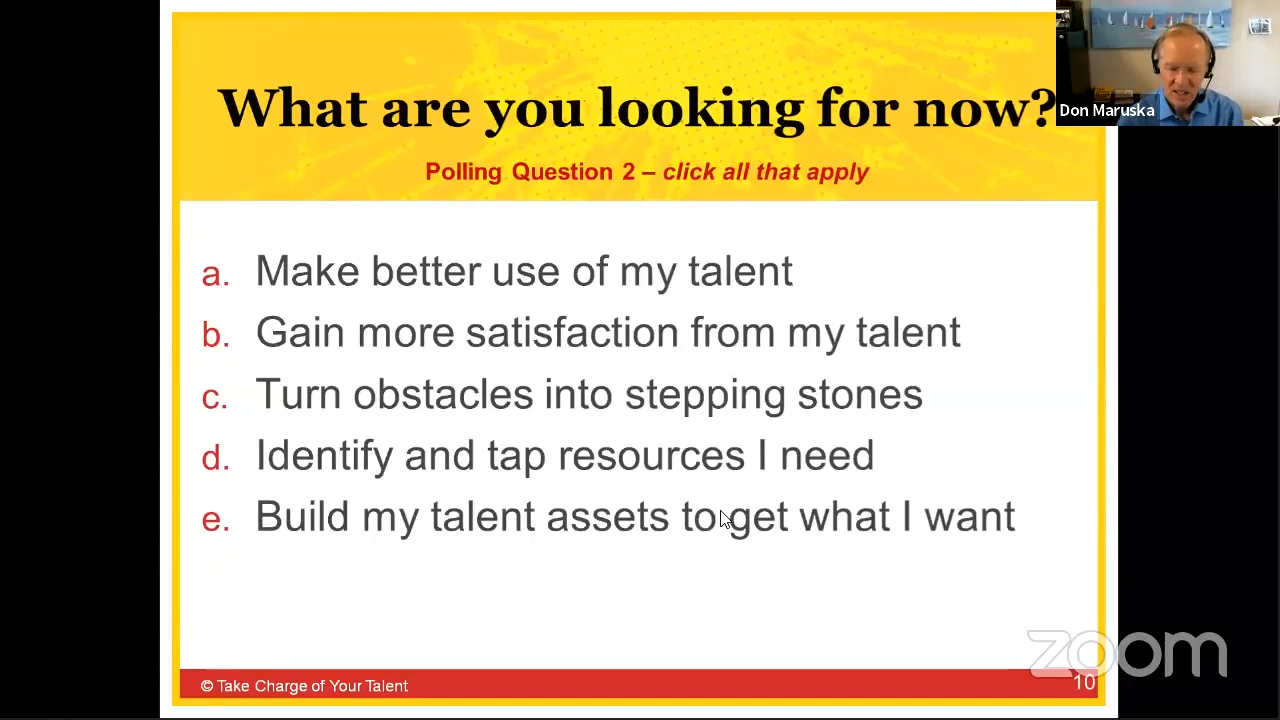 What are you looking for now?
Don Maruska
Polling Question 2 – click all that apply
a. Make better use of my talent
b. Gain more satisfaction from my talent
c. Turn obstacles into stepping stones
d. Identify and tap resources I need
e. Build my talent assets to get what I want
zoom
© Take Charge of Your Talent
10